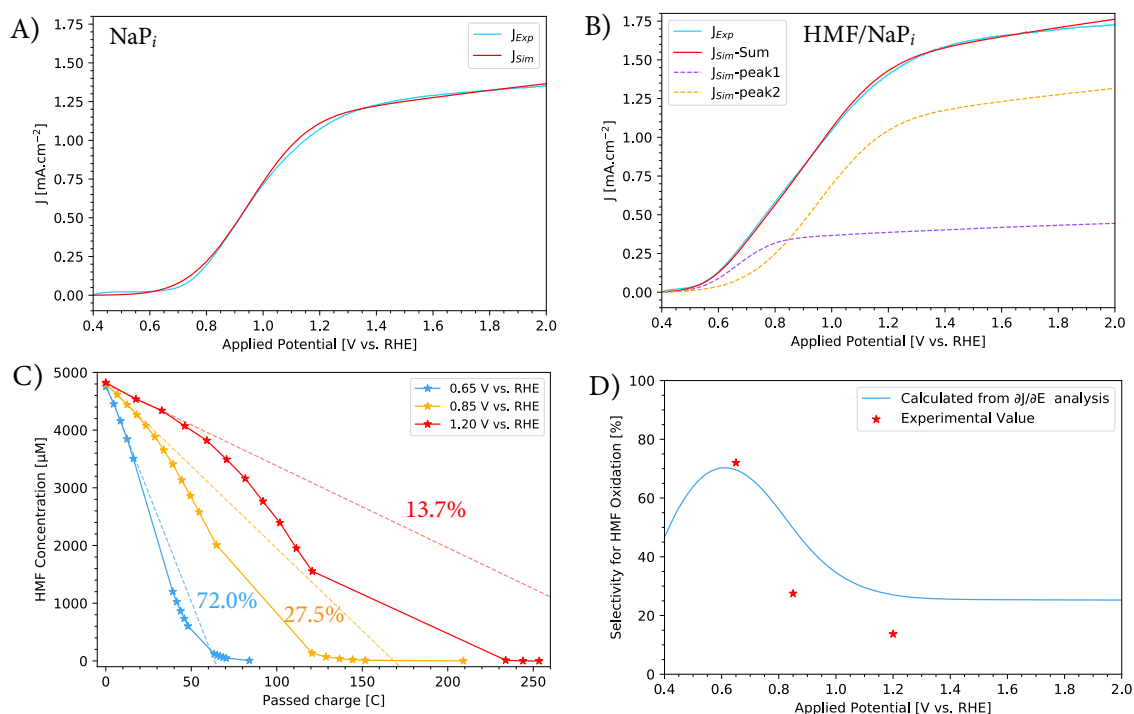 A)
NaPi
JExp
JSim
1.75
1.50
1.25
1.00
0.75
0.50
0.25
0.00
J [mA.cm−2]
0.4 0.6 0.8 1.0 1.2 1.4 1.6 1.8 2.0
Applied Potential [V vs. RHE]
B)
HMF/NaPi
JExp
JSim-Sum
JSim-peak1
JSim-peak2
1.75
1.50
1.25
1.00
0.75
0.50
0.25
0.00
J [mA.cm−2]
0.4 0.6 0.8 1.0 1.2 1.4 1.6 1.8 2.0
Applied Potential [V vs. RHE]
C)
0.65 V vs. RHE
0.85 V vs. RHE
1.20 V vs. RHE
5000
4000
3000
2000
1000
0
HMF Concentration [μM]
13.7%
72.0%
27.5%
0 50 100 150 200 250
Passed charge [C]
D)
Calculated from ∂J/∂E analysis
Experimental Value
100
80
60
40
20
0
Selectivity for HMF Oxidation [%]
0.4 0.6 0.8 1.0 1.2 1.4 1.6 1.8 2.0
Applied Potential [V vs. RHE]